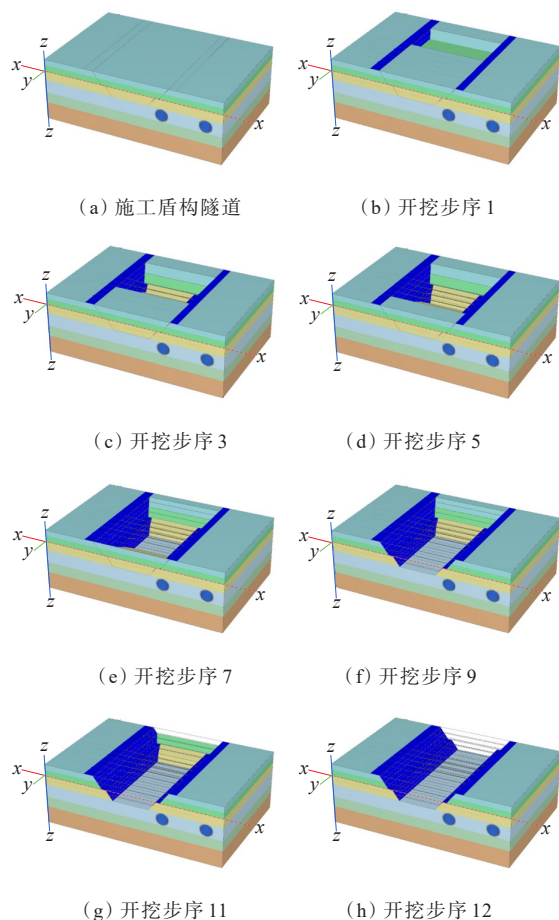 z
z
x
x
y
y
x
x
z
z
(a) 施工盾构隧道
(b) 开挖步序 1
z
z
x
x
y
y
x
x
z
z
(c) 开挖步序 3
(d) 开挖步序 5
z
z
x
x
y
y
x
x
z
z
(e) 开挖步序 7
(f) 开挖步序 9
z
z
x
x
y
y
x
x
z
z
(g) 开挖步序 11
(h) 开挖步序 12